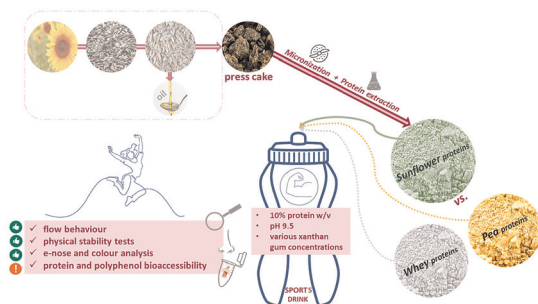 oil
press cake
Micronization + Protein extraction
Sunflower proteins
vs.
Pea proteins
Whey proteins
• 10% protein w/v
• pH 9.5
• various xanthan
gum concentrations
SPORTS
DRINK
✓ flow behaviour
✓ physical stability tests
✓ e-nose and colour analysis
✓ protein and polyphenol bioaccessibility
!